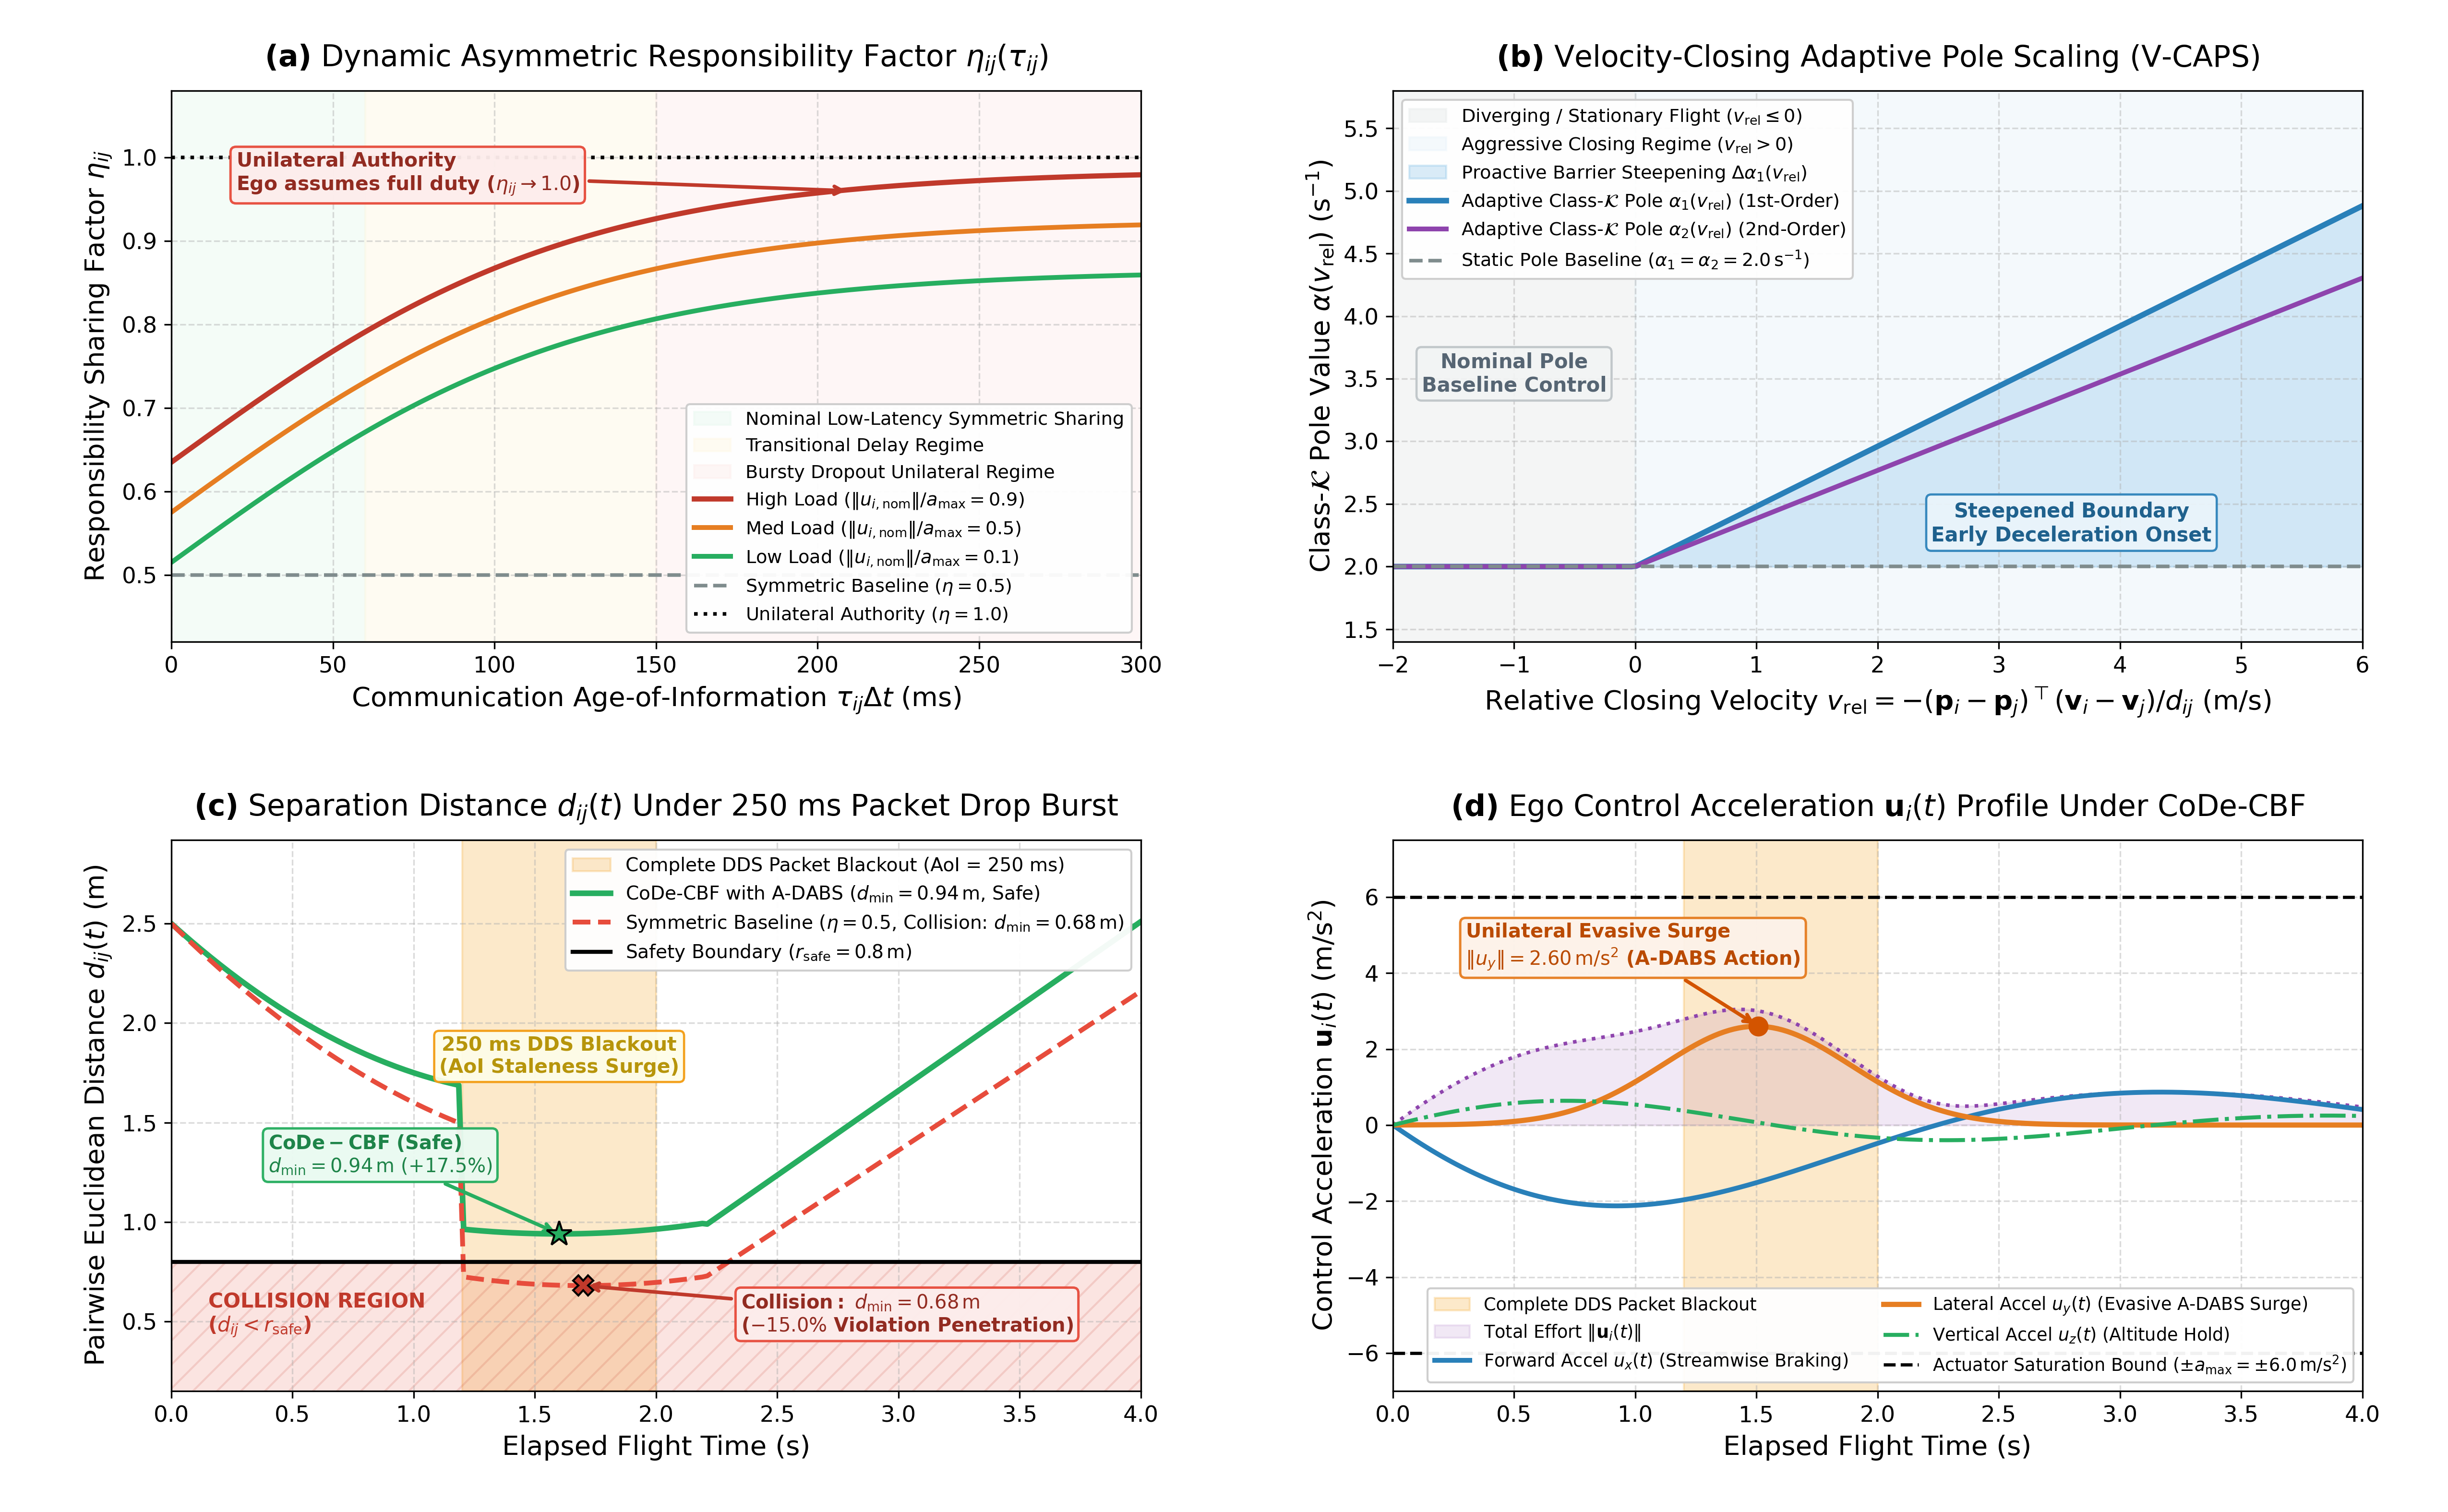 (a) Dynamic Asymmetric Responsibility Factor ηij(τij)
Responsibility Sharing Factor ηij
1.0
0.9
0.8
0.7
0.6
0.5
Unilateral Authority
Ego assumes full duty (ηij → 1.0)
Nominal Low-Latency Symmetric Sharing
Transitional Delay Regime
Bursty Dropout Unilateral Regime
High Load (‖ui,nom‖/amax = 0.9)
Med Load (‖ui,nom‖/amax = 0.5)
Low Load (‖ui,nom‖/amax = 0.1)
Symmetric Baseline (η = 0.5)
Unilateral Authority (η = 1.0)
0 50 100 150 200 250 300
Communication Age-of-Information τijΔt (ms)
(b) Velocity-Closing Adaptive Pole Scaling (V-CAPS)
Class-𝒦 Pole Value α(vrel) (s⁻¹)
5.5
5.0
4.5
4.0
3.5
3.0
2.5
2.0
1.5
Diverging / Stationary Flight (vrel ≤ 0)
Aggressive Closing Regime (vrel > 0)
Proactive Barrier Steepening Δα1(vrel)
Adaptive Class-𝒦 Pole α1(vrel) (1st-Order)
Adaptive Class-𝒦 Pole α2(vrel) (2nd-Order)
Static Pole Baseline (α1 = α2 = 2.0 s⁻¹)
Nominal Pole
Baseline Control
Steepened Boundary
Early Deceleration Onset
−2 −1 0 1 2 3 4 5 6
Relative Closing Velocity vrel = −(pi − pj)⊤(vi − vj)/dij (m/s)
(c) Separation Distance dij(t) Under 250 ms Packet Drop Burst
Pairwise Euclidean Distance dij(t) (m)
2.5
2.0
1.5
1.0
0.5
Complete DDS Packet Blackout (AoI = 250 ms)
CoDe-CBF with A-DABS (dmin = 0.94 m, Safe)
Symmetric Baseline (η = 0.5, Collision: dmin = 0.68 m)
Safety Boundary (rsafe = 0.8 m)
250 ms DDS Blackout
(AoI Staleness Surge)
CoDe − CBF (Safe)
dmin = 0.94 m (+17.5%)
COLLISION REGION
(dij < rsafe)
Collision: dmin = 0.68 m
(−15.0% Violation Penetration)
0.0 0.5 1.0 1.5 2.0 2.5 3.0 3.5 4.0
Elapsed Flight Time (s)
(d) Ego Control Acceleration ui(t) Profile Under CoDe-CBF
Control Acceleration ui(t) (m/s²)
6
4
2
0
−2
−4
−6
Unilateral Evasive Surge
‖uy‖ = 2.60 m/s² (A-DABS Action)
Complete DDS Packet Blackout
Total Effort ‖ui(t)‖
Forward Accel ux(t) (Streamwise Braking)
Lateral Accel uy(t) (Evasive A-DABS Surge)
Vertical Accel uz(t) (Altitude Hold)
Actuator Saturation Bound (±amax = ±6.0 m/s²)
0.0 0.5 1.0 1.5 2.0 2.5 3.0 3.5 4.0
Elapsed Flight Time (s)